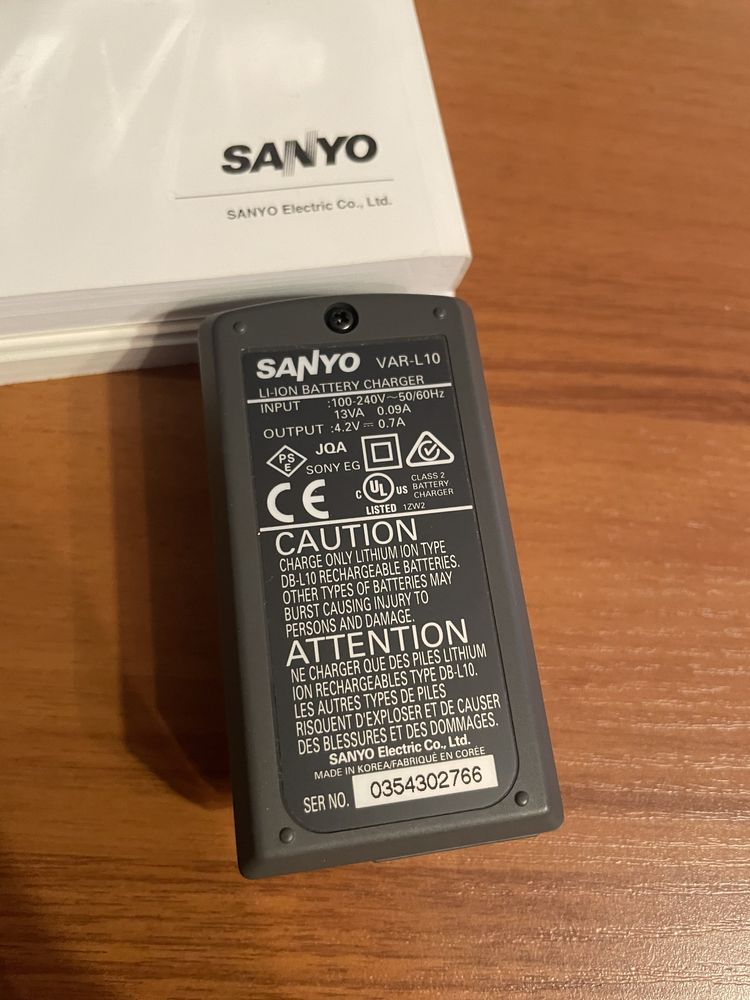 SANYO
SANYO Electric Co., Ltd.
SANYO VAR-L10
LI-ION BATTERY CHARGER
INPUT :100-240V～50/60Hz
13VA 0.09A
OUTPUT :4.2V⎓ 0.7A
PS
E
JQA
SONY EG
CE
C UL US
LISTED
CLASS 2
BATTERY
CHARGER
1ZW2
CAUTION
CHARGE ONLY LITHIUM ION TYPE
DB-L10 RECHARGEABLE BATTERIES.
OTHER TYPES OF BATTERIES MAY
BURST CAUSING INJURY TO
PERSONS AND DAMAGE.
ATTENTION
NE CHARGER QUE DES PILES LITHIUM
ION RECHARGEABLES TYPE DB-L10.
LES AUTRES TYPES DE PILES
RISQUENT D'EXPLOSER ET DE CAUSER
DES BLESSURES ET DES DOMMAGES.
SANYO Electric Co., Ltd.
MADE IN KOREA/FABRIQUÉ EN CORÉE
SER NO. 0354302766